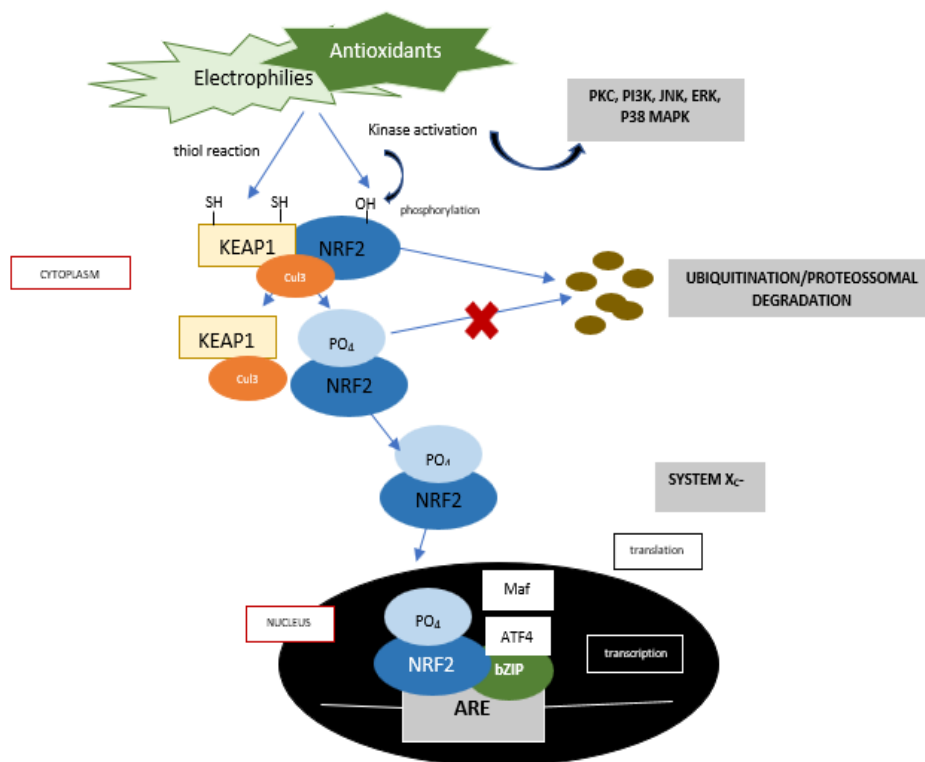 Antioxidants
Electrophilies
PKC, PI3K, JNK, ERK,
P38 MAPK
Kinase activation
thiol reaction
SH
SH
OH
phosphorylation
KEAP1
NRF2
Cul3
CYTOPLASM
UBIQUITINATION/PROTEOSSOMAL
DEGRADATION
KEAP1
Cul3
PO4
NRF2
PO4
NRF2
SYSTEM XC-
translation
Maf
NUCLEUS
PO4
ATF4
transcription
NRF2
bZIP
ARE